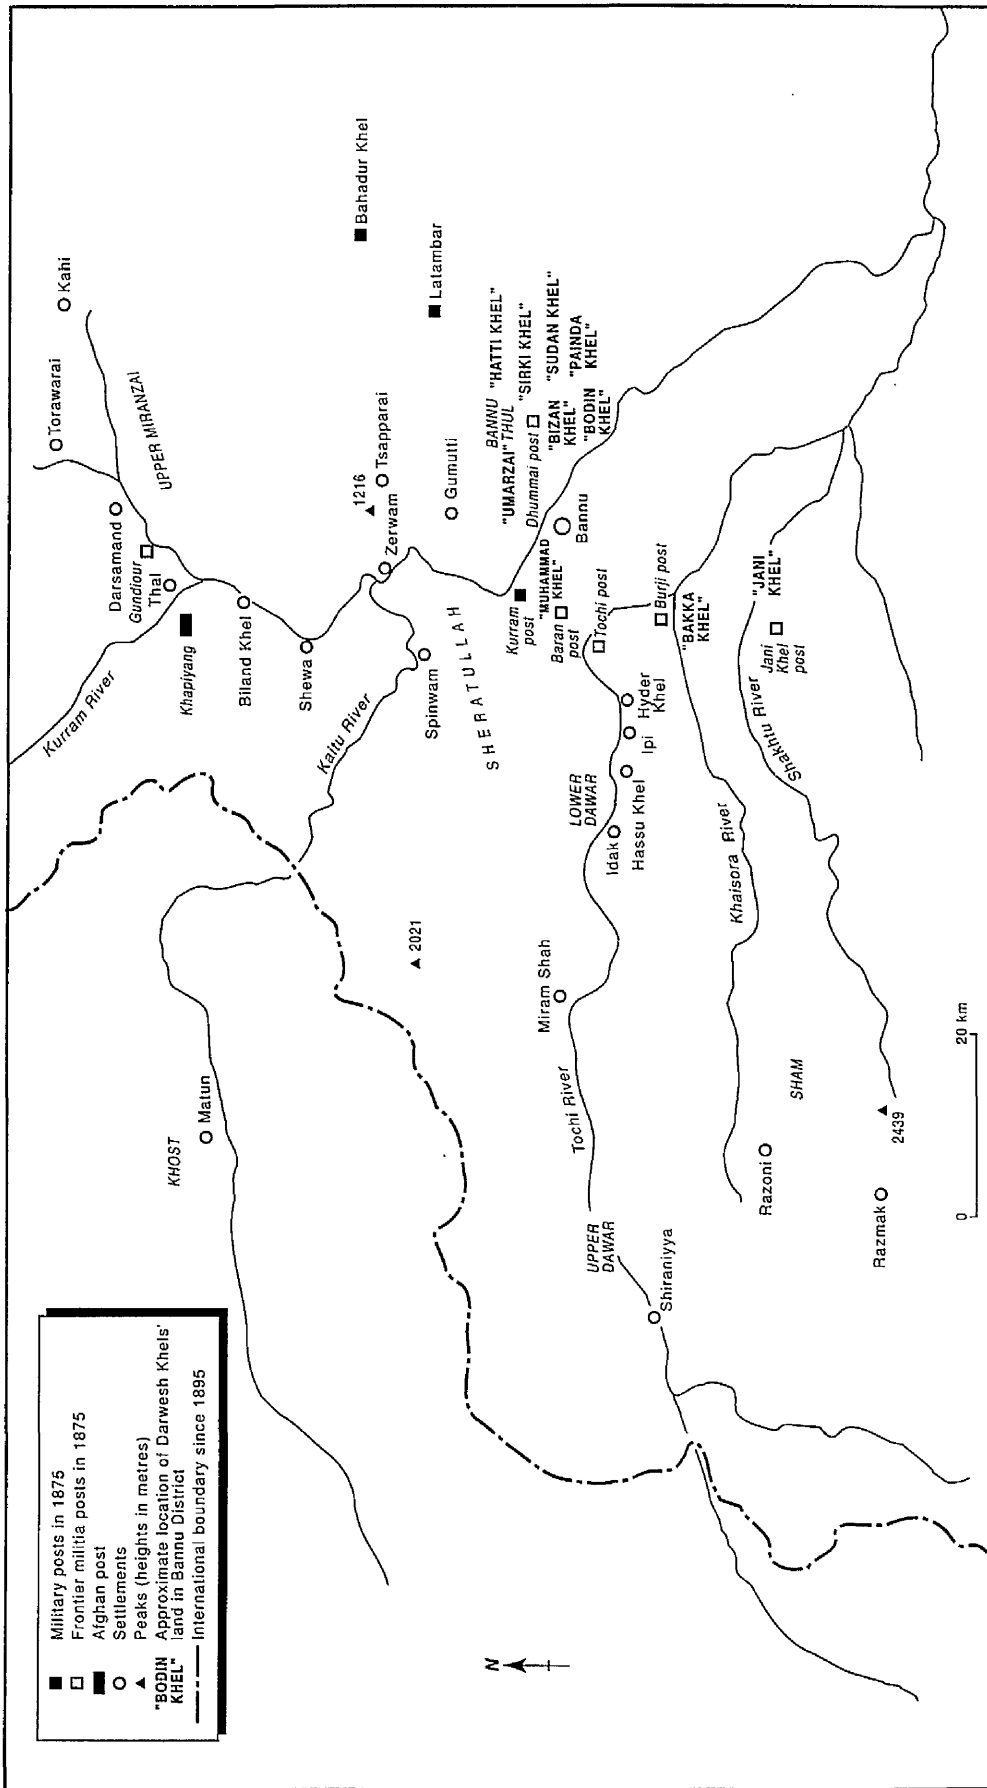 Military posts in 1875
Frontier militia posts in 1875
Afghan post
Settlements
Peaks (heights in metres)
"BODIN
KHEL"
Approximate location of Darwesh Khels'
land in Bannu District
International boundary since 1895
N
KHOST
Matun
Kurram River
Khapiyang
Darsamand
Gundiour
Thal
Torawarai
Kahi
UPPER MIRANZAI
Biland Khel
Shewa
Kaitu River
Spinwam
SHERATULLAH
1216
Tsapparai
Zerwam
Gumutti
Bahadur Khel
Latambar
2021
BANNU
THUL
"HATTI KHEL"
"UMARZAI"
"SIRKI KHEL"
Dhummai post
"BIZAN
KHEL"
"SUDAN KHEL"
"BODIN
KHEL"
"PAINDA
KHEL"
Kurram
post
"MUHAMMAD
KHEL"
Bannu
Baran
post
Tochi post
Burji post
"BAKKA
KHEL"
Miram Shah
LOWER
DAWAR
Idak
Hassu Khel
Ipi
Hyder
Khel
Tochi River
UPPER
DAWAR
Shiraniyya
Khaisora River
"JANI
KHEL"
Jani
Khel
post
Shakhtu River
Razoni
SHAM
Razmak
2439
0
20 km